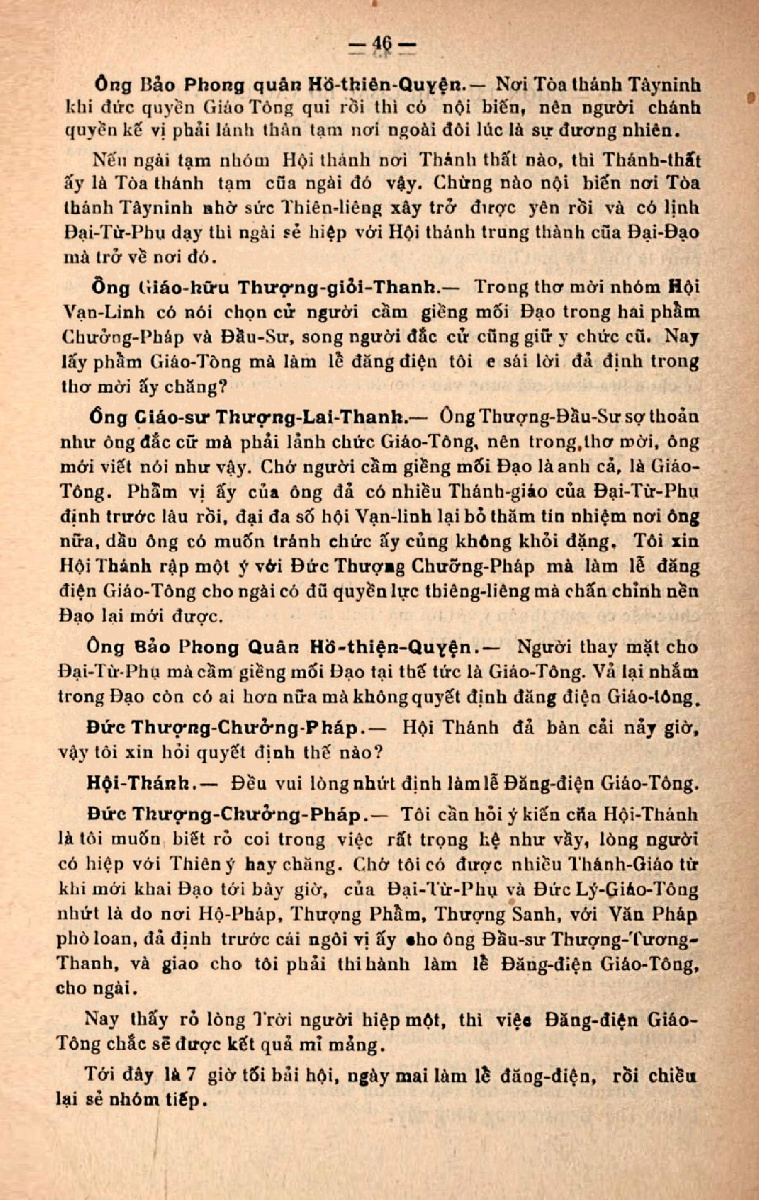 — 46 —
Ông Bảo Phong quân Hồ-thiên-Quyện.— Nơi Tòa thánh Tâyninh
khi đức quyền Giáo Tông qui rồi thì có nội biến, nên người chánh
quyền kế vị phải lánh thân tạm nơi ngoài đôi lúc là sự đương nhiên.
Nếu ngài tạm nhóm Hội thánh nơi Thánh thất nào, thì Thánh-thất
ấy là Tòa thánh tạm cũa ngài đó vậy. Chừng nào nội biến nơi Tòa
thánh Tâyninh nhờ sức Thiên-liêng xây trở được yên rồi và có lịnh
Đại-Từ-Phu dạy thì ngài sẻ hiệp với Hội thánh trung thành cũa Đại-Đạo
mà trở về nơi đó.
Ồng Giáo-hữu Thượng-giỏi-Thanh.— Trong thơ mời nhóm Hội
Vạn-Linh có nói chọn cử người cầm giềng mối Đạo trong hai phẩm
Chưởng-Pháp và Đầu-Sư, song người đắc cử cũng giữ y chức cũ. Nay
lấy phẩm Giáo-Tông mà làm lể đăng điện tôi e sái lời đả định trong
thơ mời ấy chăng?
Ông Giáo-sư Thượng-Lai-Thanh.— Ông Thượng-Đầu-Sư sợ thoản
như ông đắc cữ mà phải lảnh chức Giáo-Tông, nên trong thơ mời, ông
mới viết nói như vậy. Chớ người cầm giềng mối Đạo là anh cả, là Giáo-
Tông. Phẩm vị ấy của ông đả có nhiều Thánh-giáo của Đại-Từ-Phu
định trước lâu rồi, đại đa số hội Vạn-linh lại bỏ thăm tín nhiệm nơi ông
nữa, dầu ông có muốn tránh chức ấy củng không khỏi đặng. Tôi xin
Hội Thánh rập một ý với Đức Thượng Chưỡng-Pháp mà làm lễ đăng
điện Giáo-Tông cho ngài có đũ quyền lực thiêng-liêng mà chấn chỉnh nền
Đạo lại mới được.
Ông Bảo Phong Quân Hồ-thiện-Quyện.— Người thay mặt cho
Đại-Từ-Phụ mà cầm giềng mối Đạo tại thế tức là Giáo-Tông. Vả lại nhắm
trong Đạo còn có ai hơn nữa mà không quyết định đăng điện Giáo-tông.
Đức Thượng-Chưởng-Pháp.— Hội Thánh đả bàn cải nảy giờ,
vậy tôi xin hỏi quyết định thế nào?
Hội-Thánh.— Đều vui lòng nhứt định làm lễ Đăng-điện Giáo-Tông.
Đức Thượng-Chưởng-Pháp.— Tôi cần hỏi ý kiến của Hội-Thánh
là tôi muốn biết rỏ coi trong việc rất trọng hệ như vầy, lòng người
có hiệp với Thiên ý hay chăng. Chớ tôi có được nhiều Thánh-Giáo từ
khi mới khai Đạo tới bây giờ, của Đại-Từ-Phụ và Đức Lý-Giáo-Tông
nhứt là do nơi Hộ-Pháp, Thượng Phẩm, Thượng Sanh, với Văn Pháp
phò loan, đả định trước cái ngôi vị ấy cho ông Đầu-sư Thượng-Tương-
Thanh, và giao cho tôi phải thi hành làm lễ Đăng-điện Giáo-Tông,
cho ngài.
Nay thấy rỏ lòng Trời người hiệp một, thì việc Đăng-điện Giáo-
Tông chắc sẽ được kết quả mỉ mảng.
Tới đây là 7 giờ tối bải hội, ngày mai làm lễ đăng-điện, rồi chiều
lại sẻ nhóm tiếp.